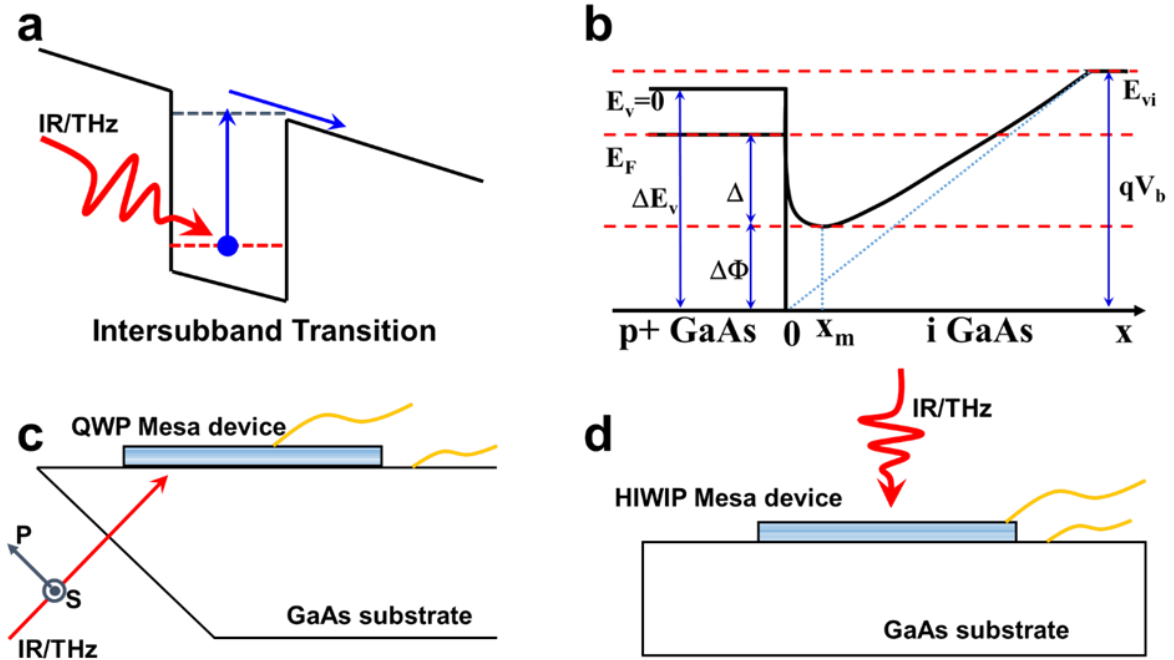 a
IR/THz
Intersubband Transition
b
E_v=0
E_F
ΔE_v
Δ
ΔΦ
E_vi
qV_b
p+ GaAs
0
x_m
i GaAs
x
c
QWP Mesa device
P
S
IR/THz
GaAs substrate
d
IR/THz
HIWIP Mesa device
GaAs substrate